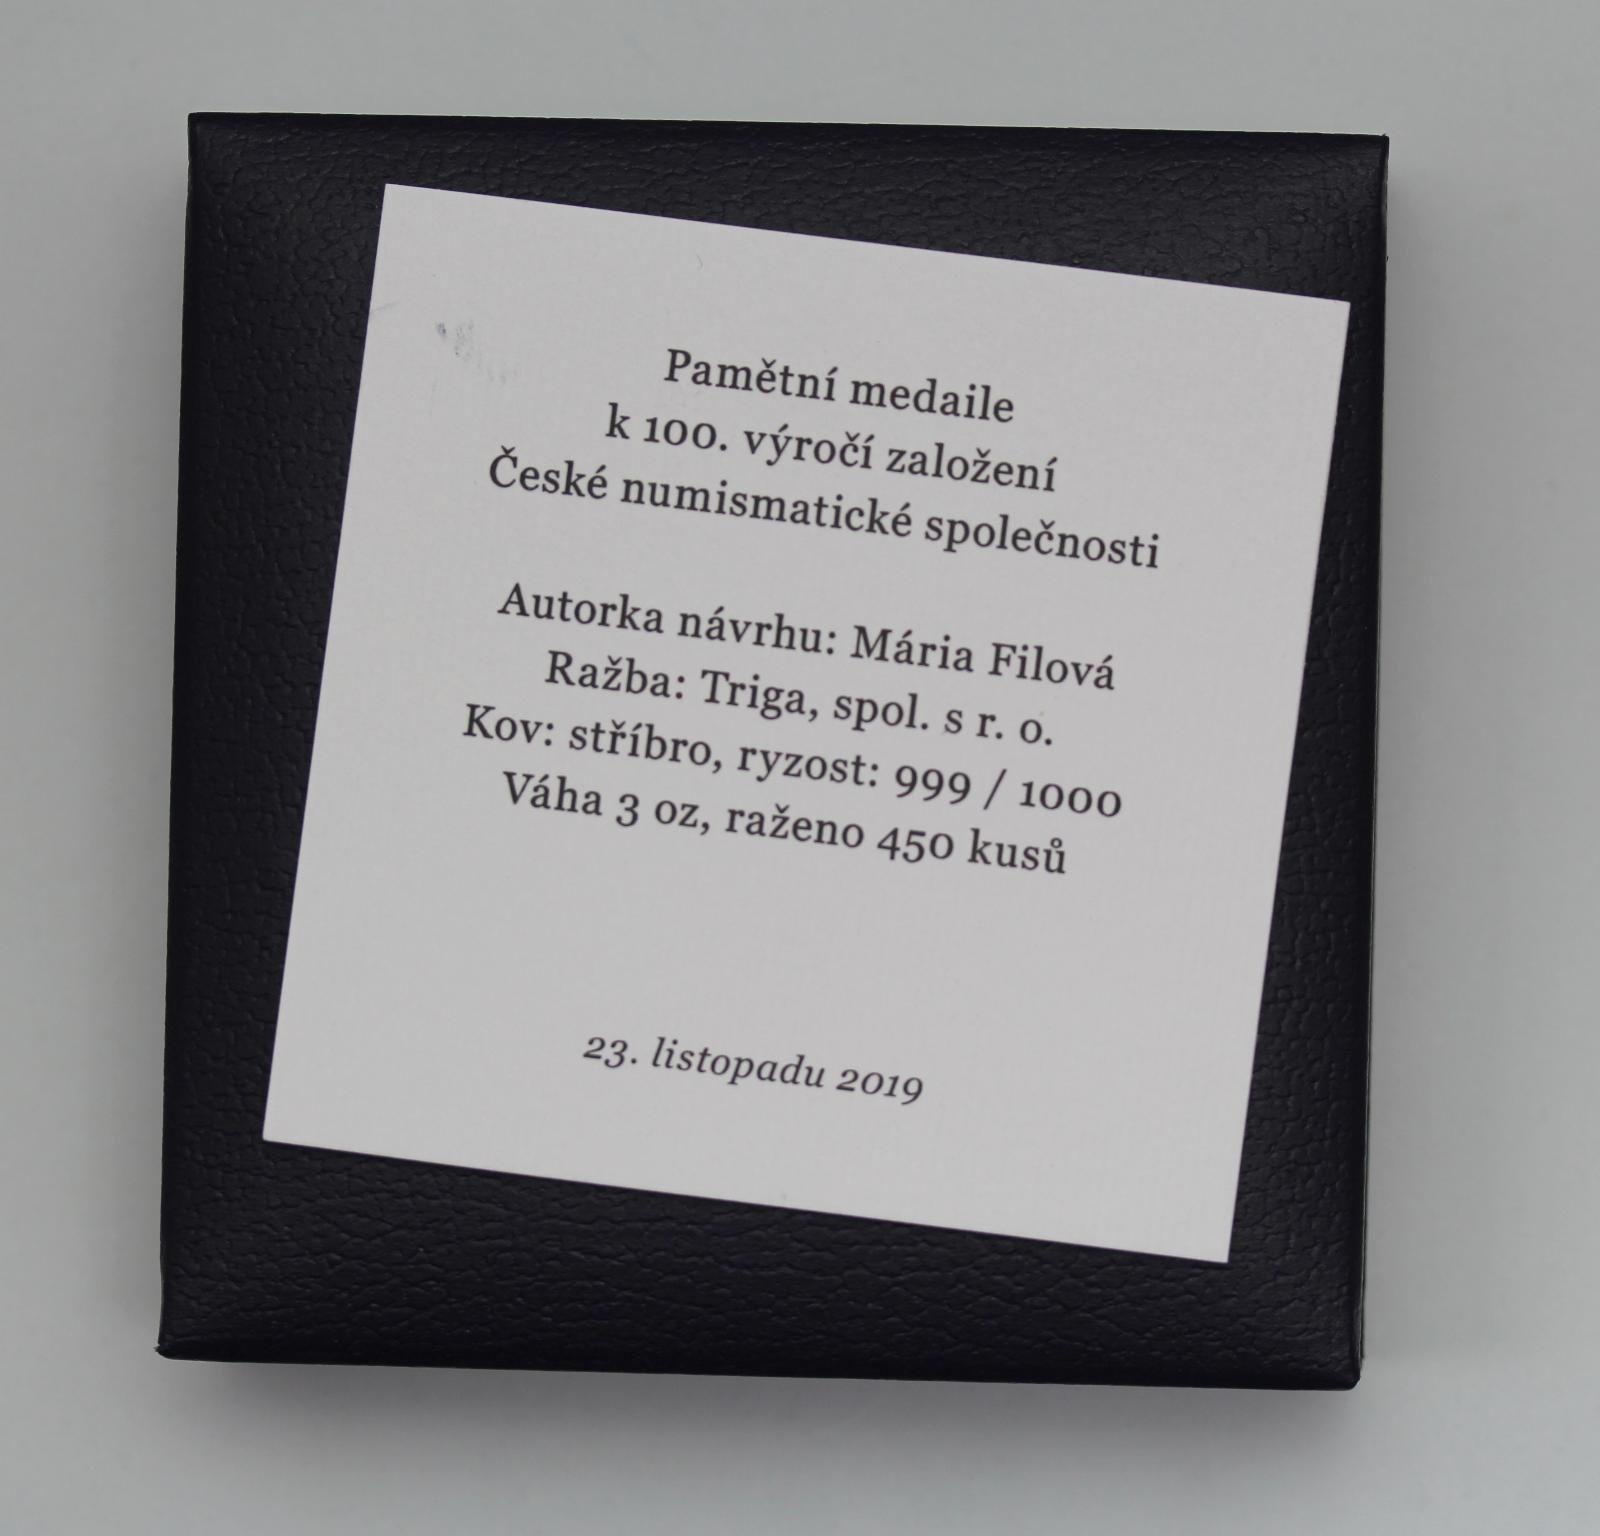 Pamětní medaile
k 100. výročí založení
České numismatické společnosti
Autorka návrhu: Mária Filová
Ražba: Triga, spol. s r. o.
Kov: stříbro, ryzost: 999 / 1000
Váha 3 oz, raženo 450 kusů
23. listopadu 2019